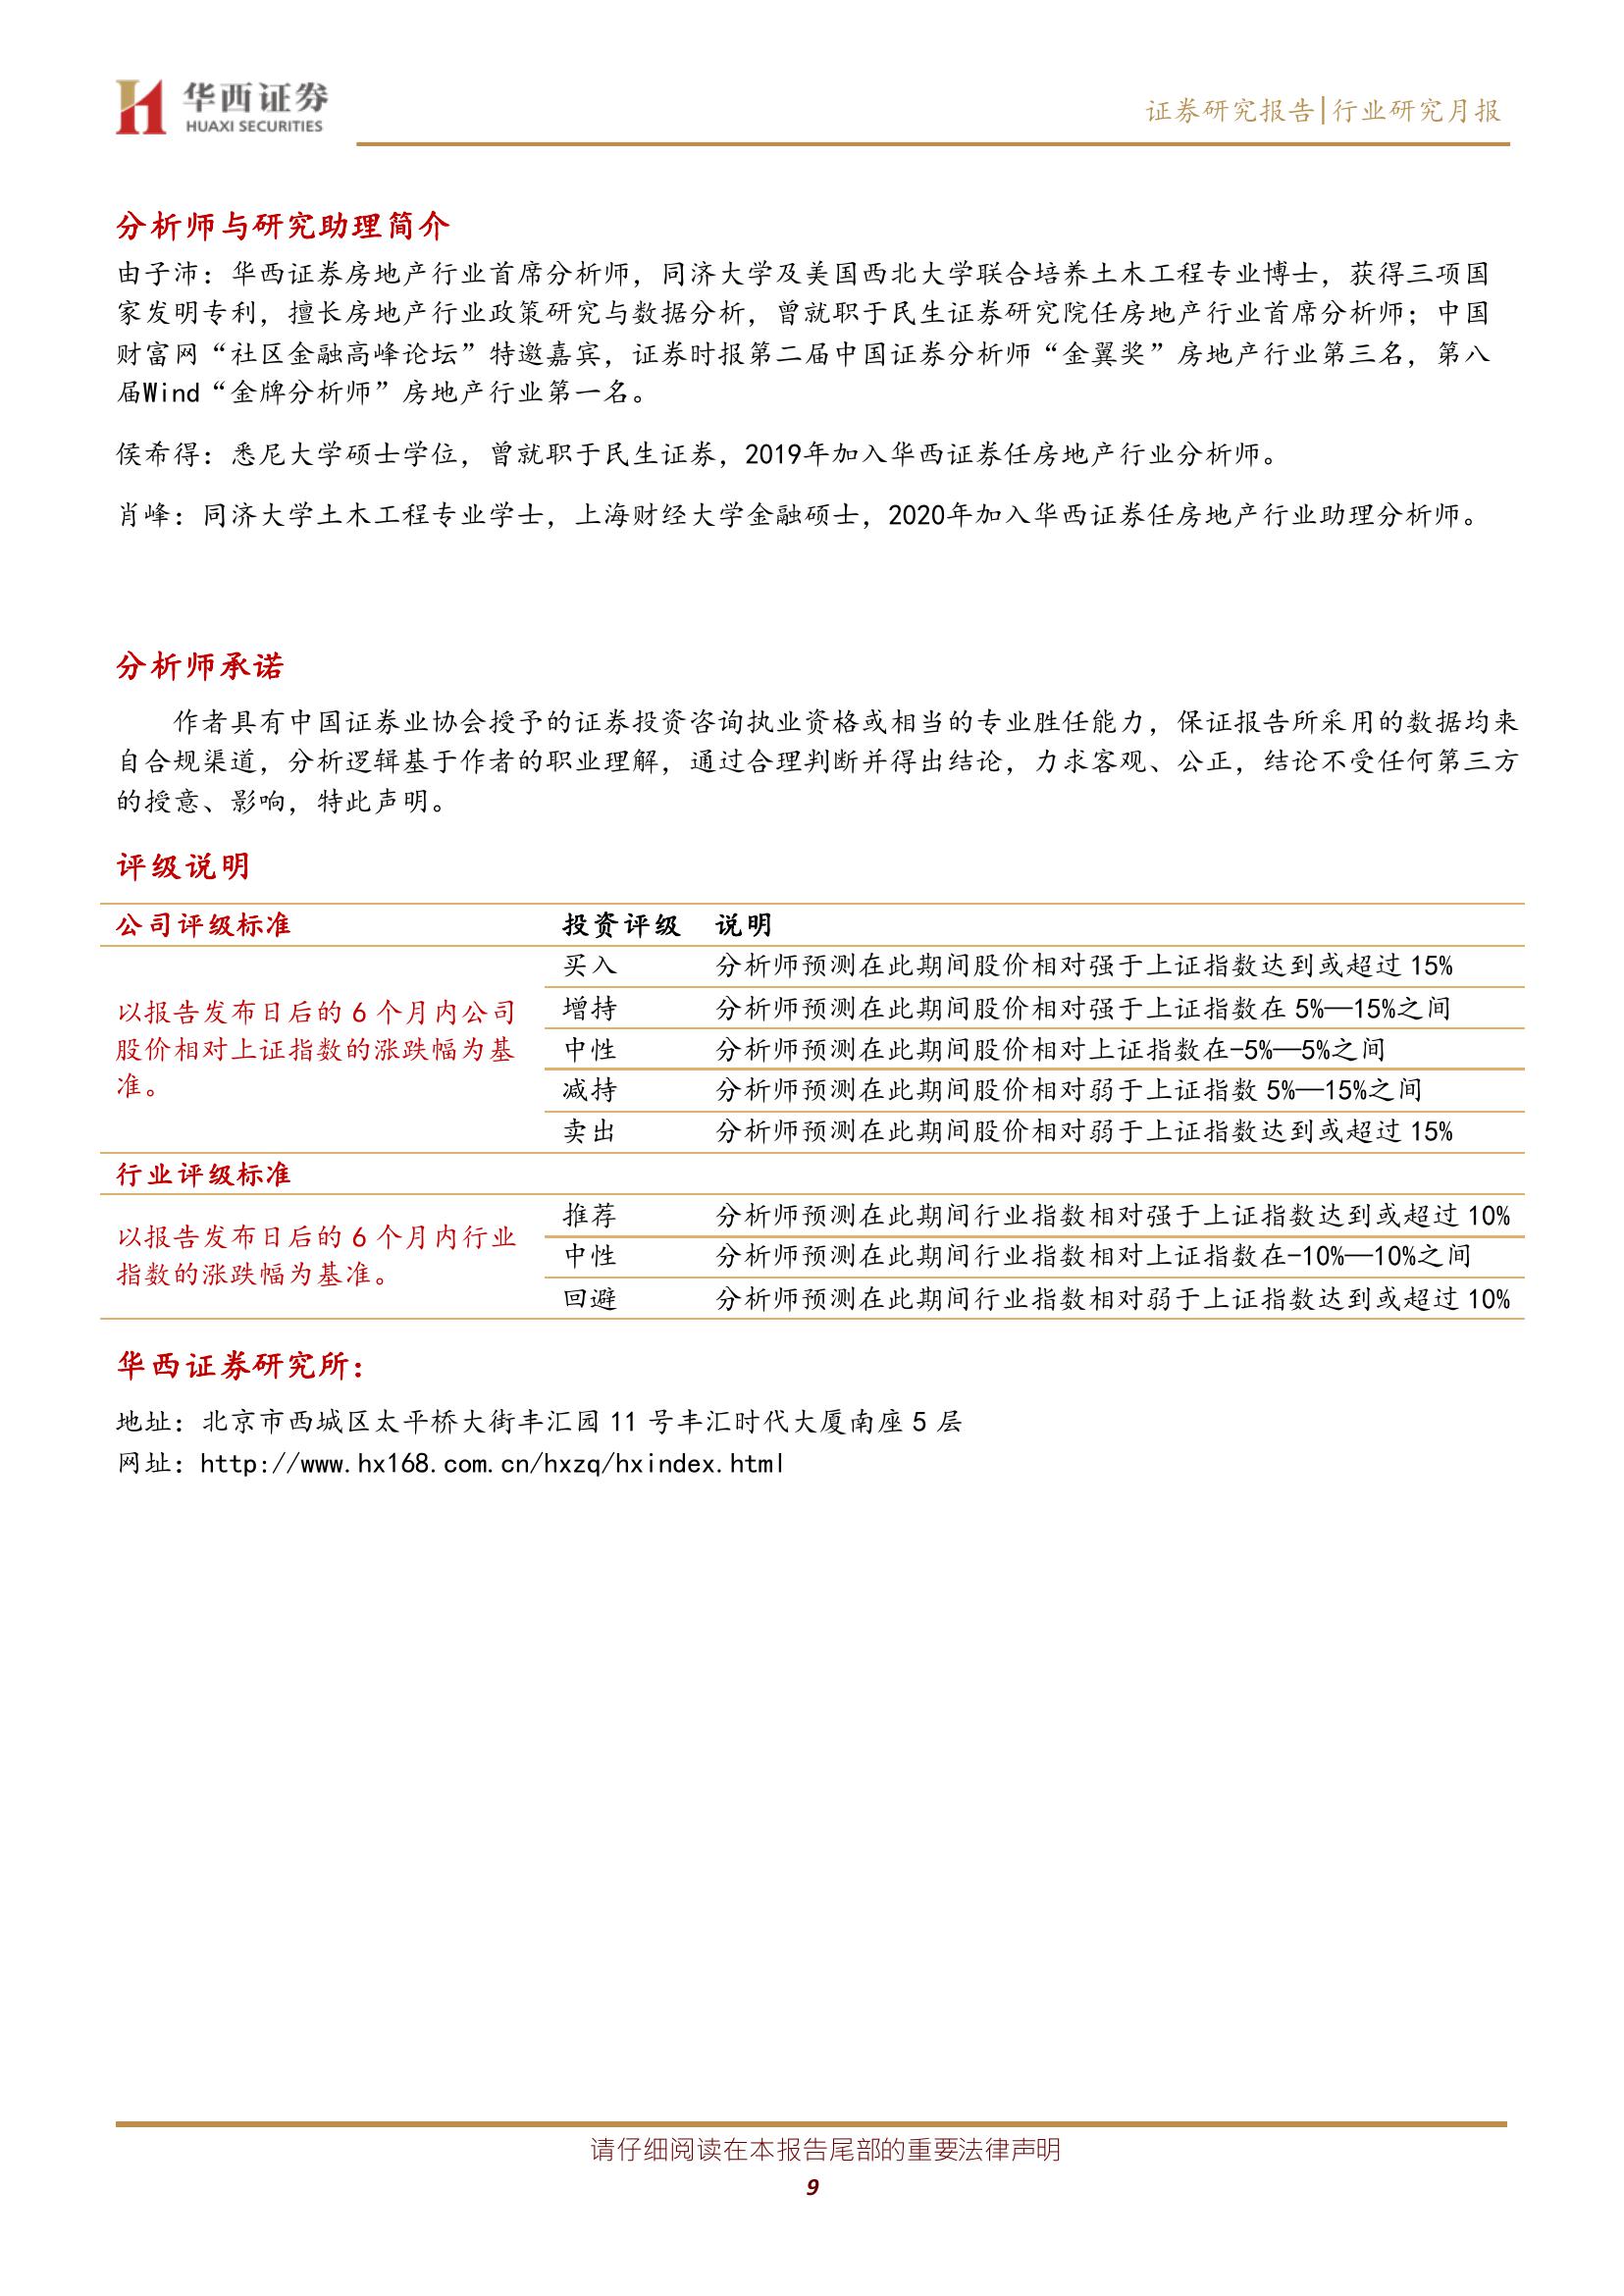 华西证券
HUAXI SECURITIES
证券研究报告|行业研究月报
分析师与研究助理简介
由子沛：华西证券房地产行业首席分析师，同济大学及美国西北大学联合培养土木工程专业博士，获得三项国
家发明专利，擅长房地产行业政策研究与数据分析，曾就职于民生证券研究院任房地产行业首席分析师；中国
财富网“社区金融高峰论坛”特邀嘉宾，证券时报第二届中国证券分析师“金翼奖”房地产行业第三名，第八
届Wind“金牌分析师”房地产行业第一名。
侯希得：悉尼大学硕士学位，曾就职于民生证券，2019年加入华西证券任房地产行业分析师。
肖峰：同济大学土木工程专业学士，上海财经大学金融硕士，2020年加入华西证券任房地产行业助理分析师。
分析师承诺
作者具有中国证券业协会授予的证券投资咨询执业资格或相当的专业胜任能力，保证报告所采用的数据均来
自合规渠道，分析逻辑基于作者的职业理解，通过合理判断并得出结论，力求客观、公正，结论不受任何第三方
的授意、影响，特此声明。
评级说明
公司评级标准 投资评级 说明
以报告发布日后的 6 个月内公司
股价相对上证指数的涨跌幅为基
准。
买入 分析师预测在此期间股价相对强于上证指数达到或超过 15%
增持 分析师预测在此期间股价相对强于上证指数在 5%—15%之间
中性 分析师预测在此期间股价相对上证指数在-5%—5%之间
减持 分析师预测在此期间股价相对弱于上证指数 5%—15%之间
卖出 分析师预测在此期间股价相对弱于上证指数达到或超过 15%
行业评级标准
以报告发布日后的 6 个月内行业
指数的涨跌幅为基准。
推荐 分析师预测在此期间行业指数相对强于上证指数达到或超过 10%
中性 分析师预测在此期间行业指数相对上证指数在-10%—10%之间
回避 分析师预测在此期间行业指数相对弱于上证指数达到或超过 10%
华西证券研究所：
地址：北京市西城区太平桥大街丰汇园 11 号丰汇时代大厦南座 5 层
网址：http://www.hx168.com.cn/hxzq/hxindex.html
请仔细阅读在本报告尾部的重要法律声明
9